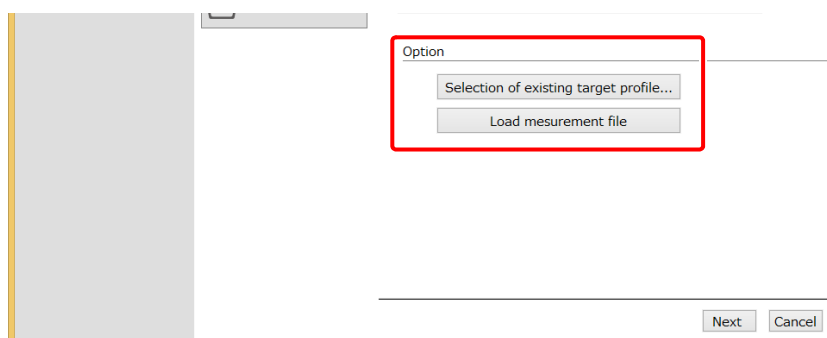 Option
Selection of existing target profile...
Load mesurement file
Next Cancel